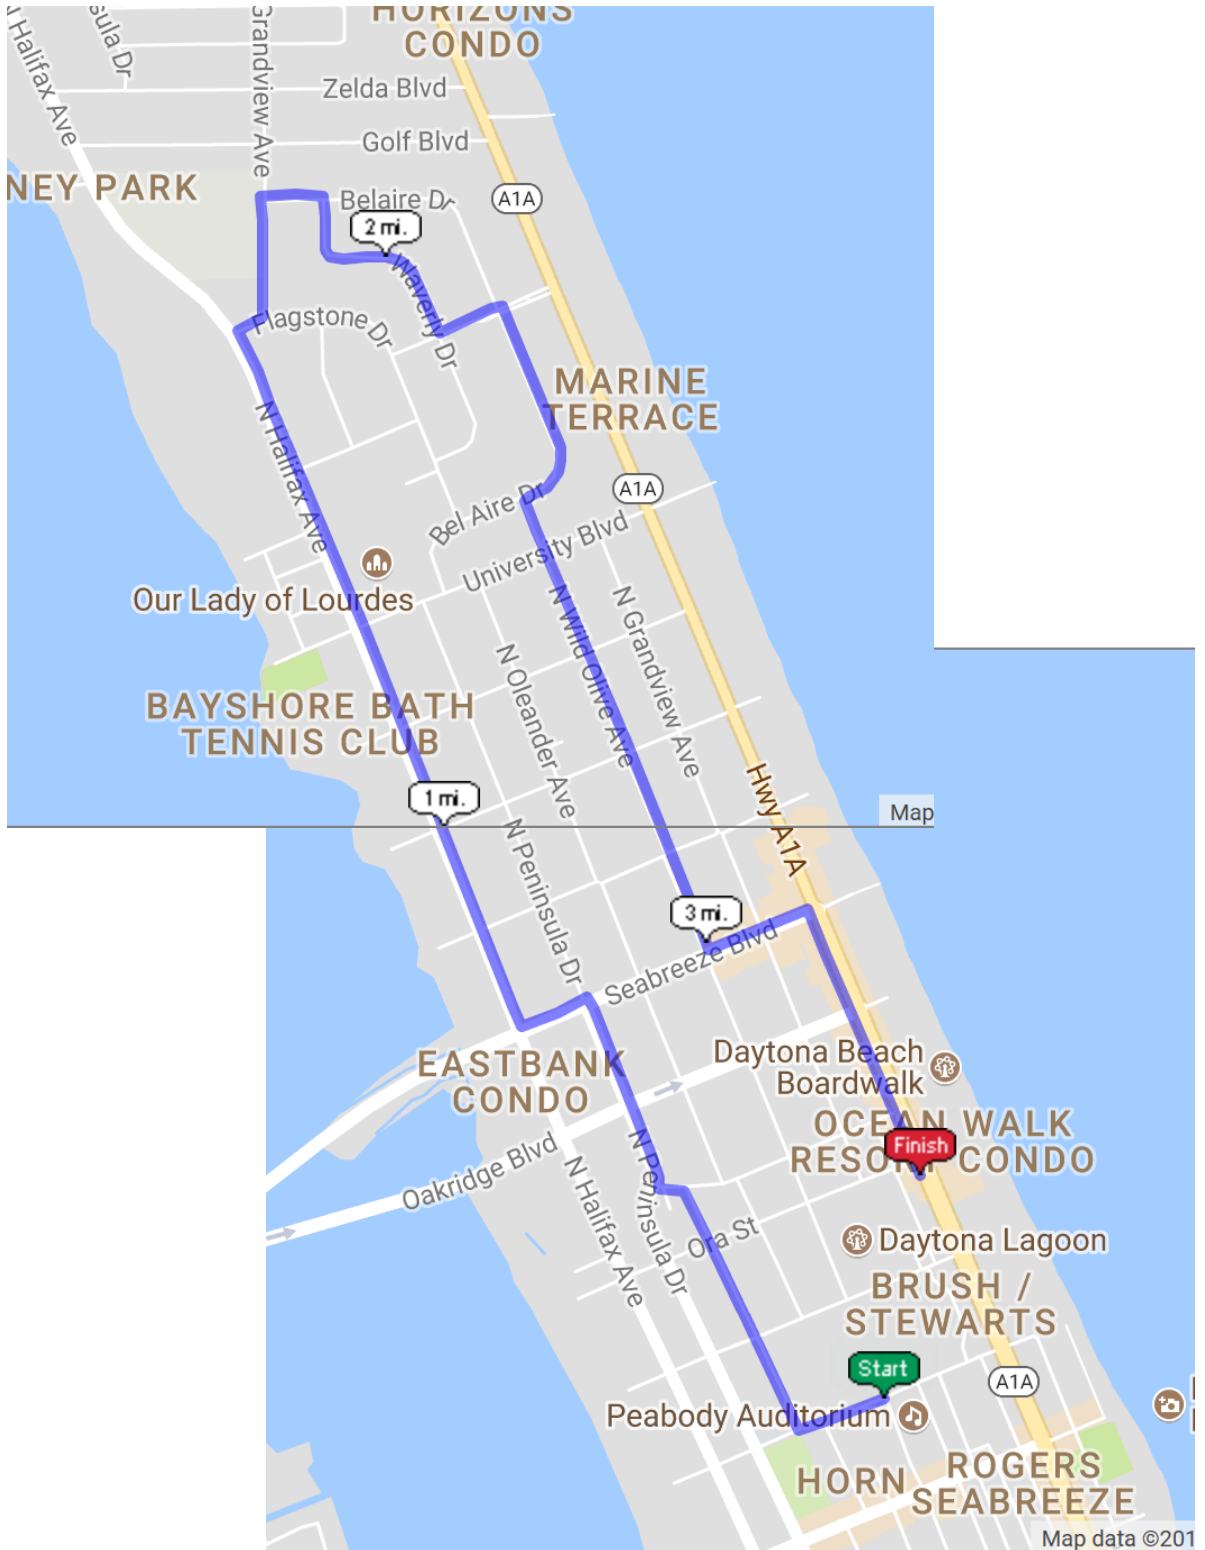 HORIZONS
CONDO
N Halifax Ave
sula Dr
Grandview Ave
Zelda Blvd
Golf Blvd
NEY PARK
Belaire Dr
A1A
2 mi.
Waverly Dr
Flagstone Dr
MARINE
TERRACE
N Halifax Ave
A1A
Bel Aire Dr
University Blvd
Our Lady of Lourdes
N Wild Olive Ave
N Grandview Ave
N Oleander Ave
BAYSHORE BATH
TENNIS CLUB
Hwy A1A
1 mi.
Map
N Peninsula Dr
3 mi.
Seabreeze Blvd
EASTBANK
CONDO
Daytona Beach
Boardwalk
OCEAN WALK
RESORT CONDO
Finish
Oakridge Blvd
N Peninsula Dr
N Halifax Ave
Ora St
Daytona Lagoon
BRUSH /
STEWARTS
Start
A1A
Peabody Auditorium
HORN
ROGERS
SEABREEZE
Map data ©201